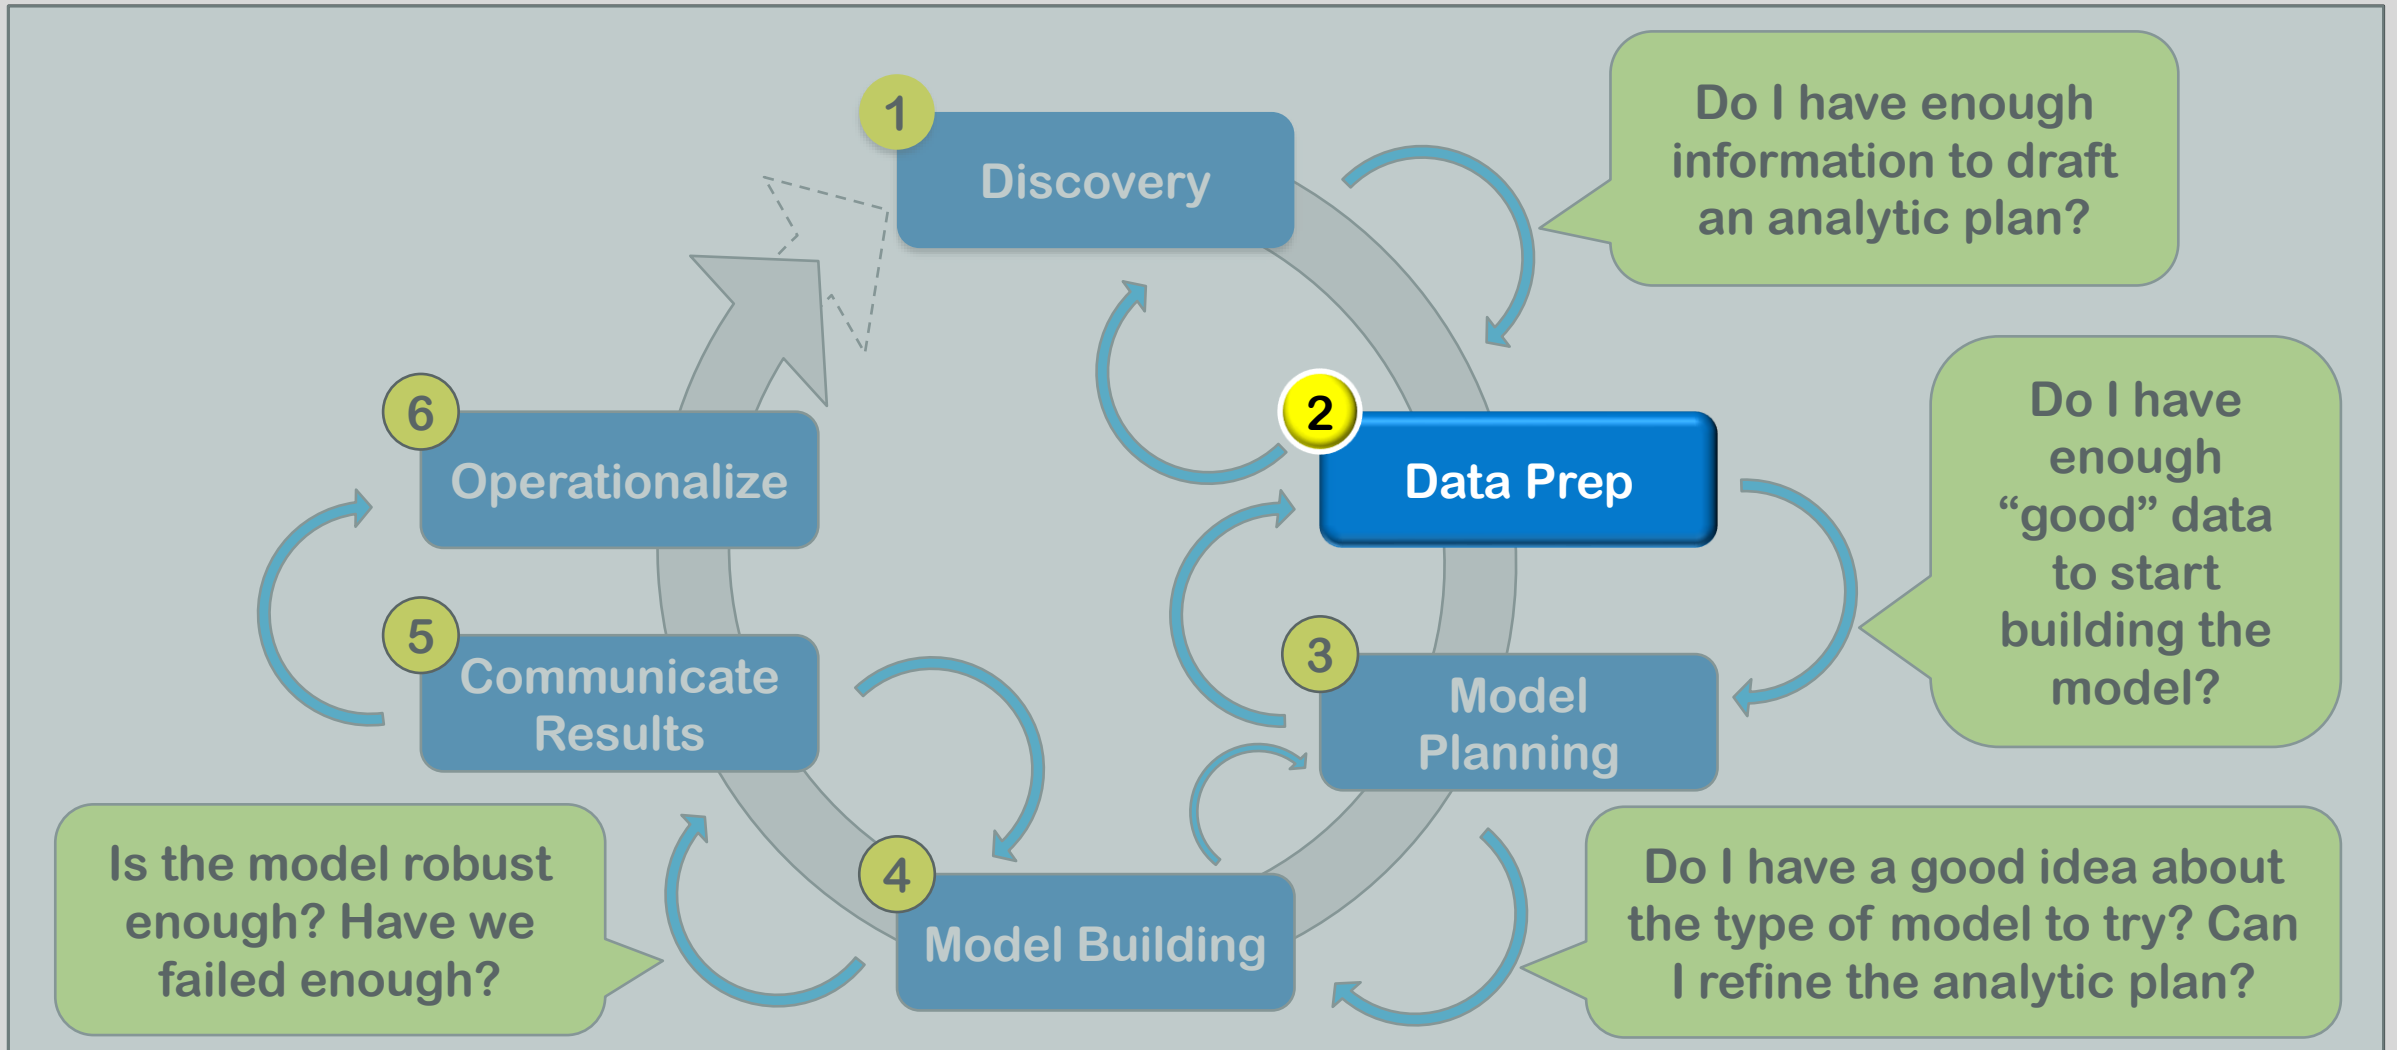 1
Discovery
Do I have enough
information to draft
an analytic plan?
2
Data Prep
Do I have
enough
“good” data
to start
building the
model?
3
Model
Planning
Do I have a good idea about
the type of model to try? Can
I refine the analytic plan?
4
Model Building
Is the model robust
enough? Have we
failed enough?
5
Communicate
Results
6
Operationalize